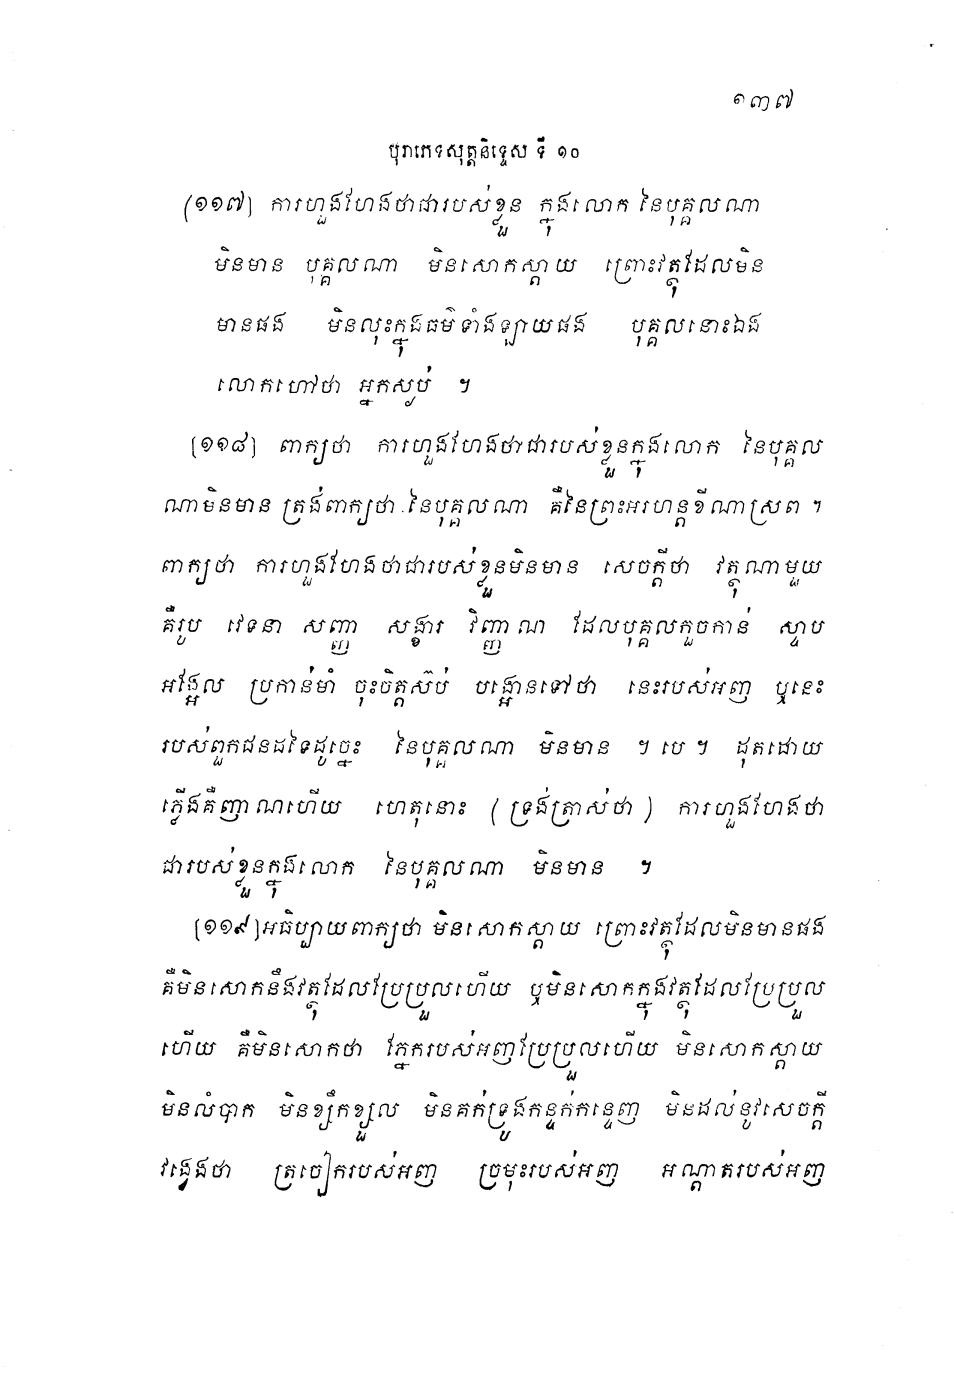 ១៣៧
បុរាភេទសុត្តនិទ្ទេស ទី ១០
(១១៧) ការហួងហែងថាជារបស់ខ្លួន ក្នុងលោក នៃបុគ្គលណា
មិនមាន បុគ្គលណា មិនសោកស្តាយ ព្រោះវត្ថុដែលមិន
មានផង មិនលុះក្នុងធម៌ទាំងឡាយផង បុគ្គលនោះឯង
លោកហៅថា អ្នកស្ងប់ ។
(១១៨) ពាក្យថា ការហួងហែងថាជារបស់ខ្លួនក្នុងលោក នៃបុគ្គល
ណាមិនមាន ត្រង់ពាក្យថា នៃបុគ្គលណា គឺនៃព្រះអរហន្តខីណាស្រព ។
ពាក្យថា ការហួងហែងថាជារបស់ខ្លួនមិនមាន សេចក្តីថា វត្ថុណាមួយ
គឺរូប វេទនា សញ្ញា សង្ខារ វិញ្ញាណ ដែលបុគ្គលកួចកាន់ ស្ទាប
អង្អែល ប្រកាន់មាំ ចុះចិត្តស៊ប់ បង្អោនទៅថា នេះរបស់អញ ឬនេះ
របស់ពួកជនដទៃដូច្នេះ នៃបុគ្គលណា មិនមាន ។ បេ ។ ដុតដោយ
ភ្លើងគឺញាណហើយ ហេតុនោះ (ទ្រង់ត្រាស់ថា) ការហួងហែងថា
ជារបស់ខ្លួនក្នុងលោក នៃបុគ្គលណា មិនមាន ។
(១១៩) អធិប្បាយពាក្យថា មិនសោកស្តាយ ព្រោះវត្ថុដែលមិនមានផង
គឺមិនសោកនឹងវត្ថុដែលប្រែប្រួលហើយ ឬមិនសោកក្នុងវត្ថុដែលប្រែប្រួល
ហើយ គឺមិនសោកថា ភ្នែករបស់អញប្រែប្រួលហើយ មិនសោកស្តាយ
មិនលំបាក មិនខ្សឹកខ្សួល មិនគក់ទ្រូងកន្ទក់កន្ទេញ មិនដល់នូវសេចក្តី
វង្វេងថា ត្រចៀករបស់អញ ច្រមុះរបស់អញ អណ្តាតរបស់អញ